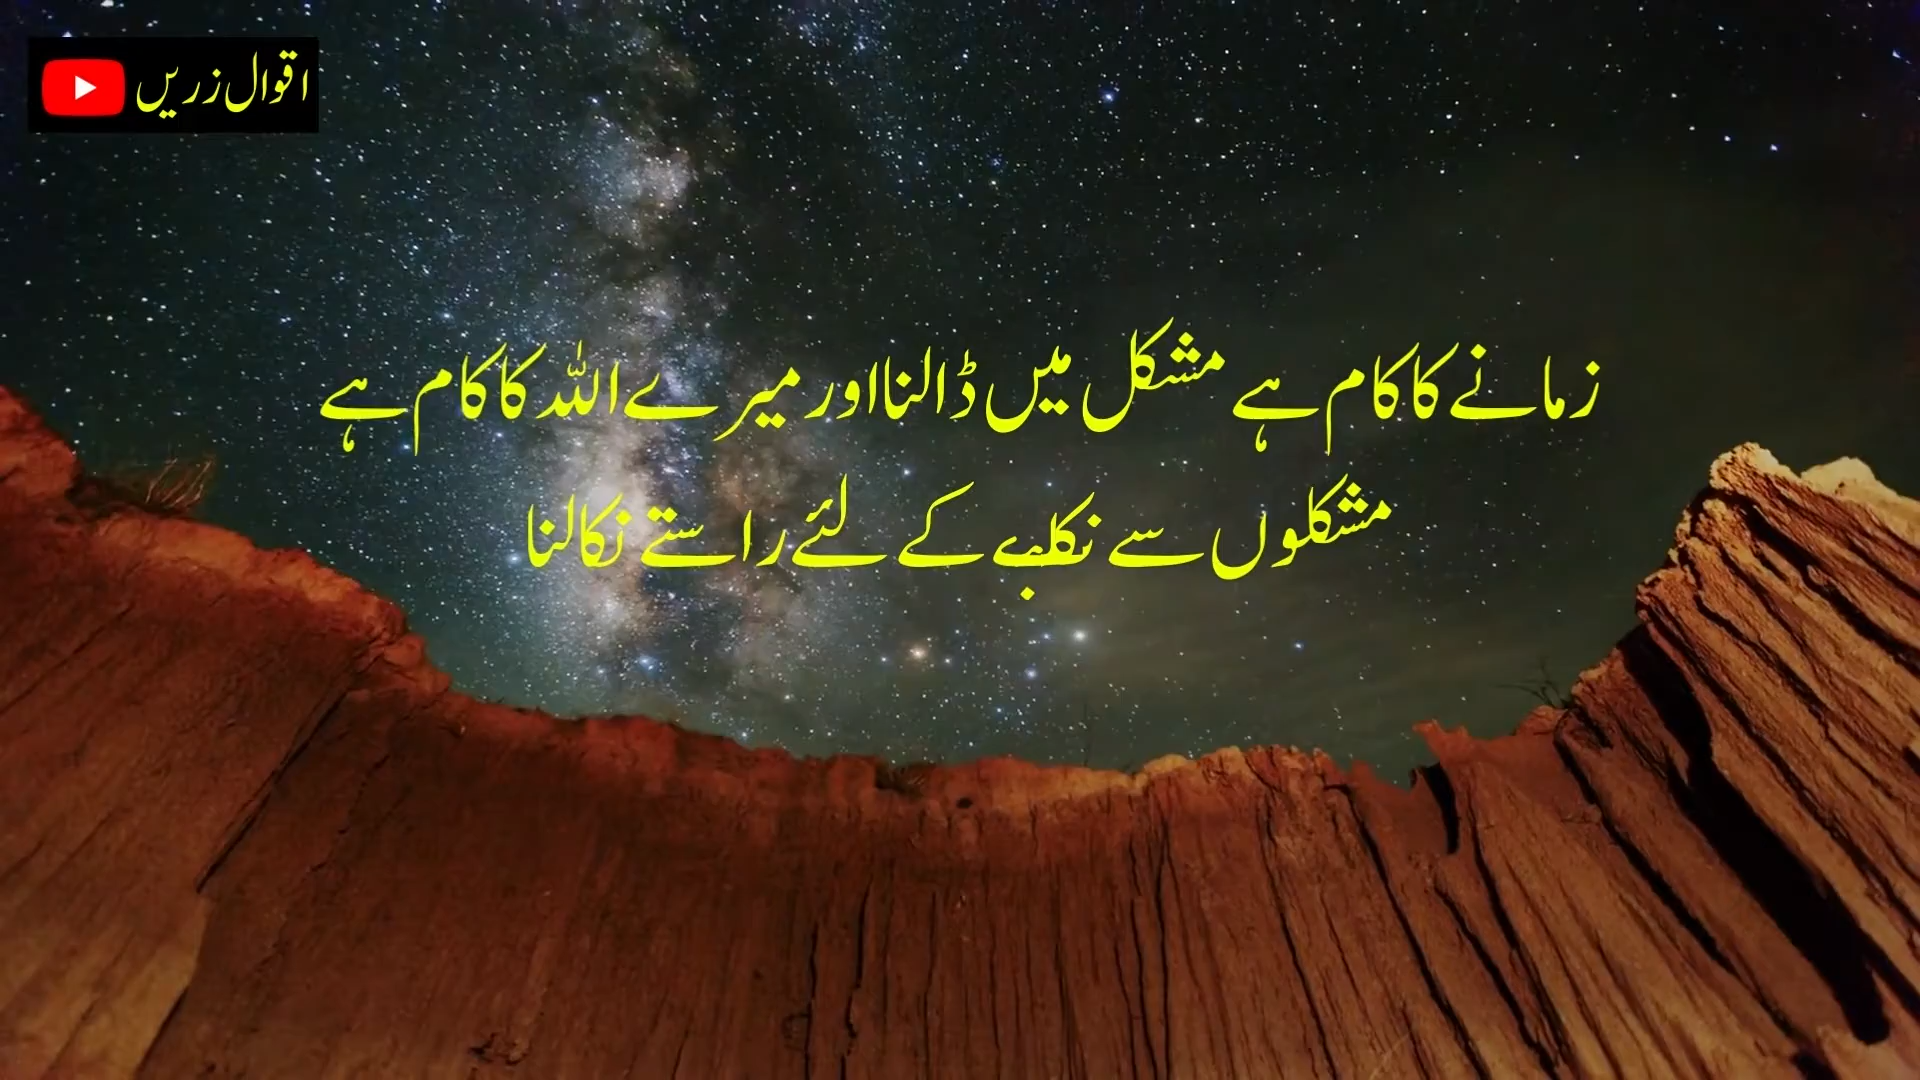 اقوال زریں
زمانے کا کام ہے مشکل میں ڈالنا اور میرے اللہ کا کام ہے
مشکلوں سے نکلبے کے لئے راستے نکالنا